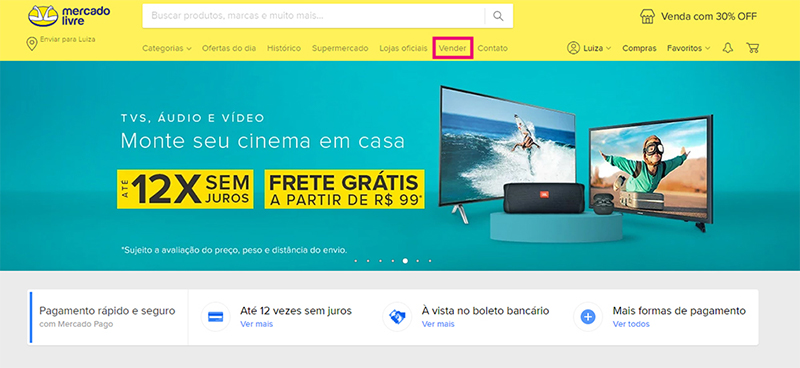 mercado
livre
Buscar produtos, marcas e muito mais...
Venda com 30% OFF
Enviar para Luiza
Categorias Ofertas do dia Histórico Supermercado Lojas oficiais Vender Contato
Luiza Compras Favoritos
TVS, ÁUDIO E VÍDEO
Monte seu cinema em casa
ATÉ 12X SEM JUROS
FRETE GRÁTIS
A PARTIR DE R$ 99*
JBL
*Sujeito a avaliação do preço, peso e distância do envio.
Pagamento rápido e seguro
com Mercado Pago
Até 12 vezes sem juros
Ver mais
À vista no boleto bancário
Ver mais
Mais formas de pagamento
Ver todos